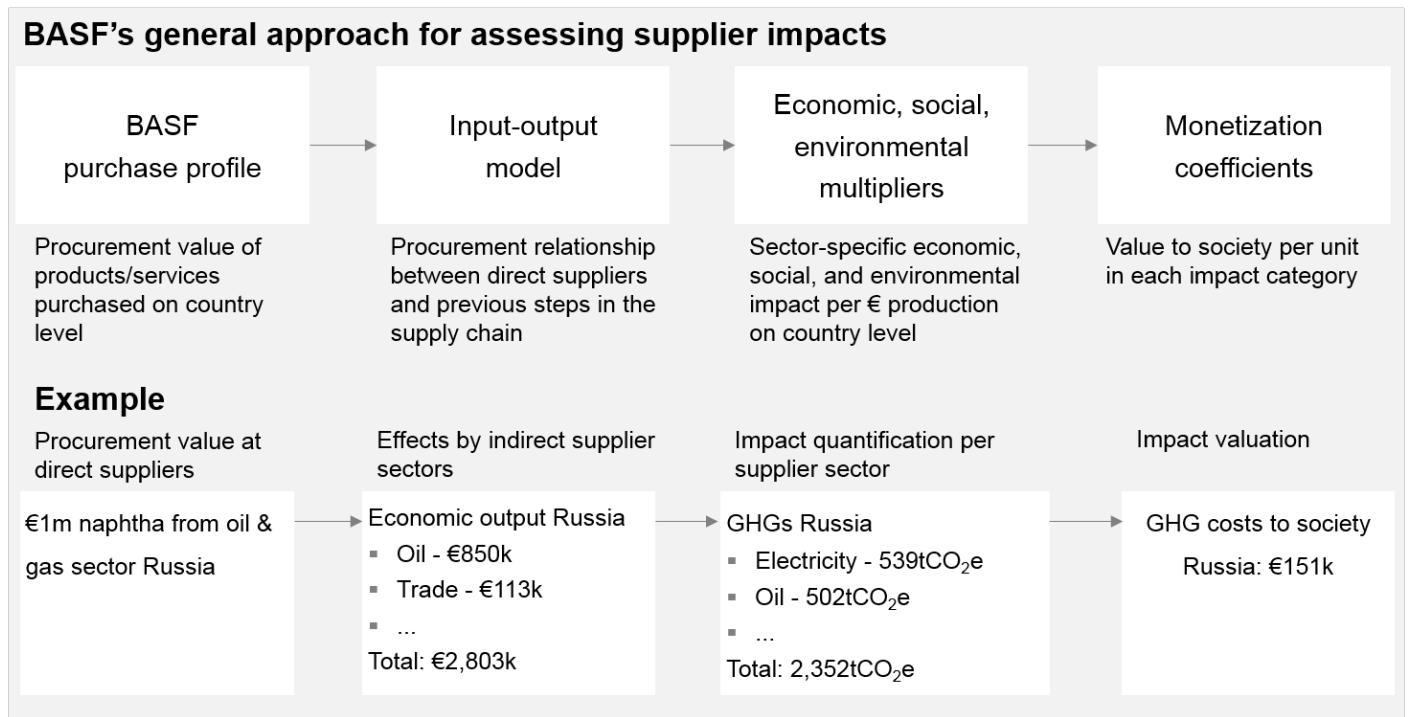 BASF’s general approach for assessing supplier impacts
BASF
purchase profile
Input-output
model
Economic, social,
environmental
multipliers
Monetization
coefficients
Procurement value of
products/services
purchased on country
level
Procurement relationship
between direct suppliers
and previous steps in the
supply chain
Sector-specific economic,
social, and environmental
impact per € production
on country level
Value to society per unit
in each impact category
Example
Procurement value at
direct suppliers
Effects by indirect supplier
sectors
Impact quantification per
supplier sector
Impact valuation
€1m naphtha from oil &
gas sector Russia
Economic output Russia
▪ Oil - €850k
▪ Trade - €113k
▪ ...
Total: €2,803k
GHGs Russia
▪ Electricity - 539tCO₂e
▪ Oil - 502tCO₂e
▪ ...
Total: 2,352tCO₂e
GHG costs to society
Russia: €151k